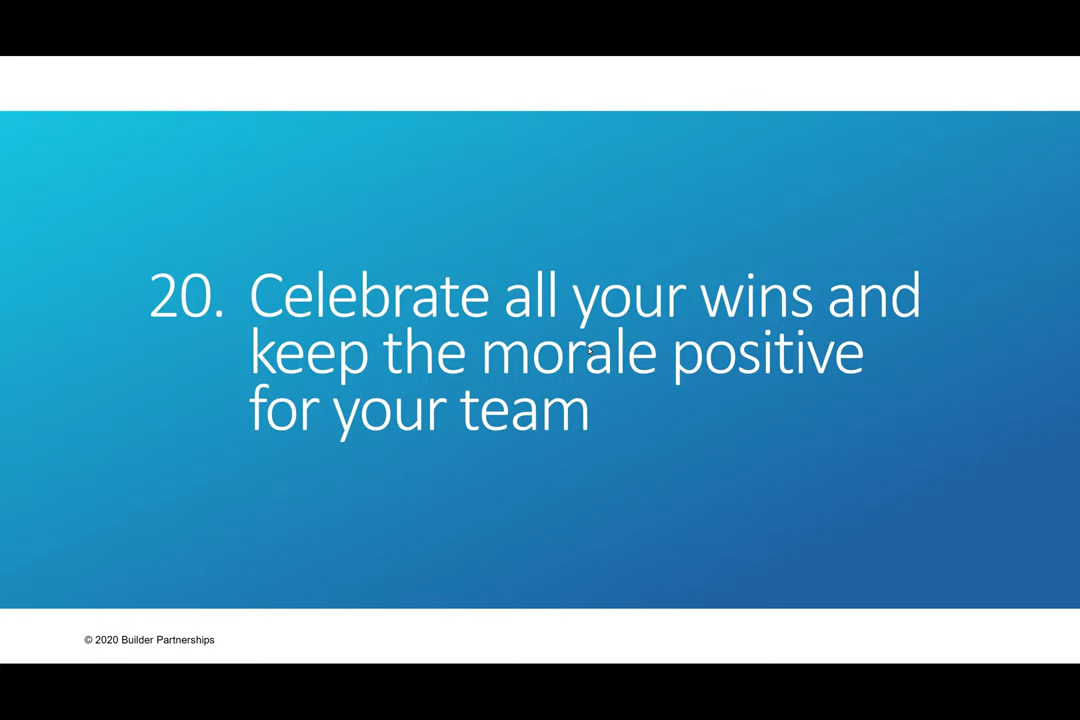 20. Celebrate all your wins and
keep the morale positive
for your team
© 2020 Builder Partnerships